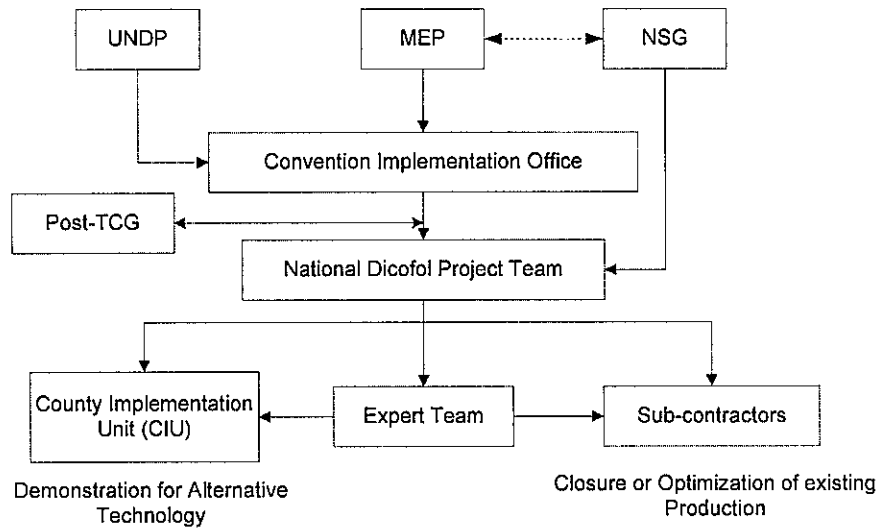 UNDP
MEP
NSG
Convention Implementation Office
Post-TCG
National Dicofol Project Team
County Implementation
Unit (CIU)
Expert Team
Sub-contractors
Demonstration for Alternative
Technology
Closure or Optimization of existing
Production